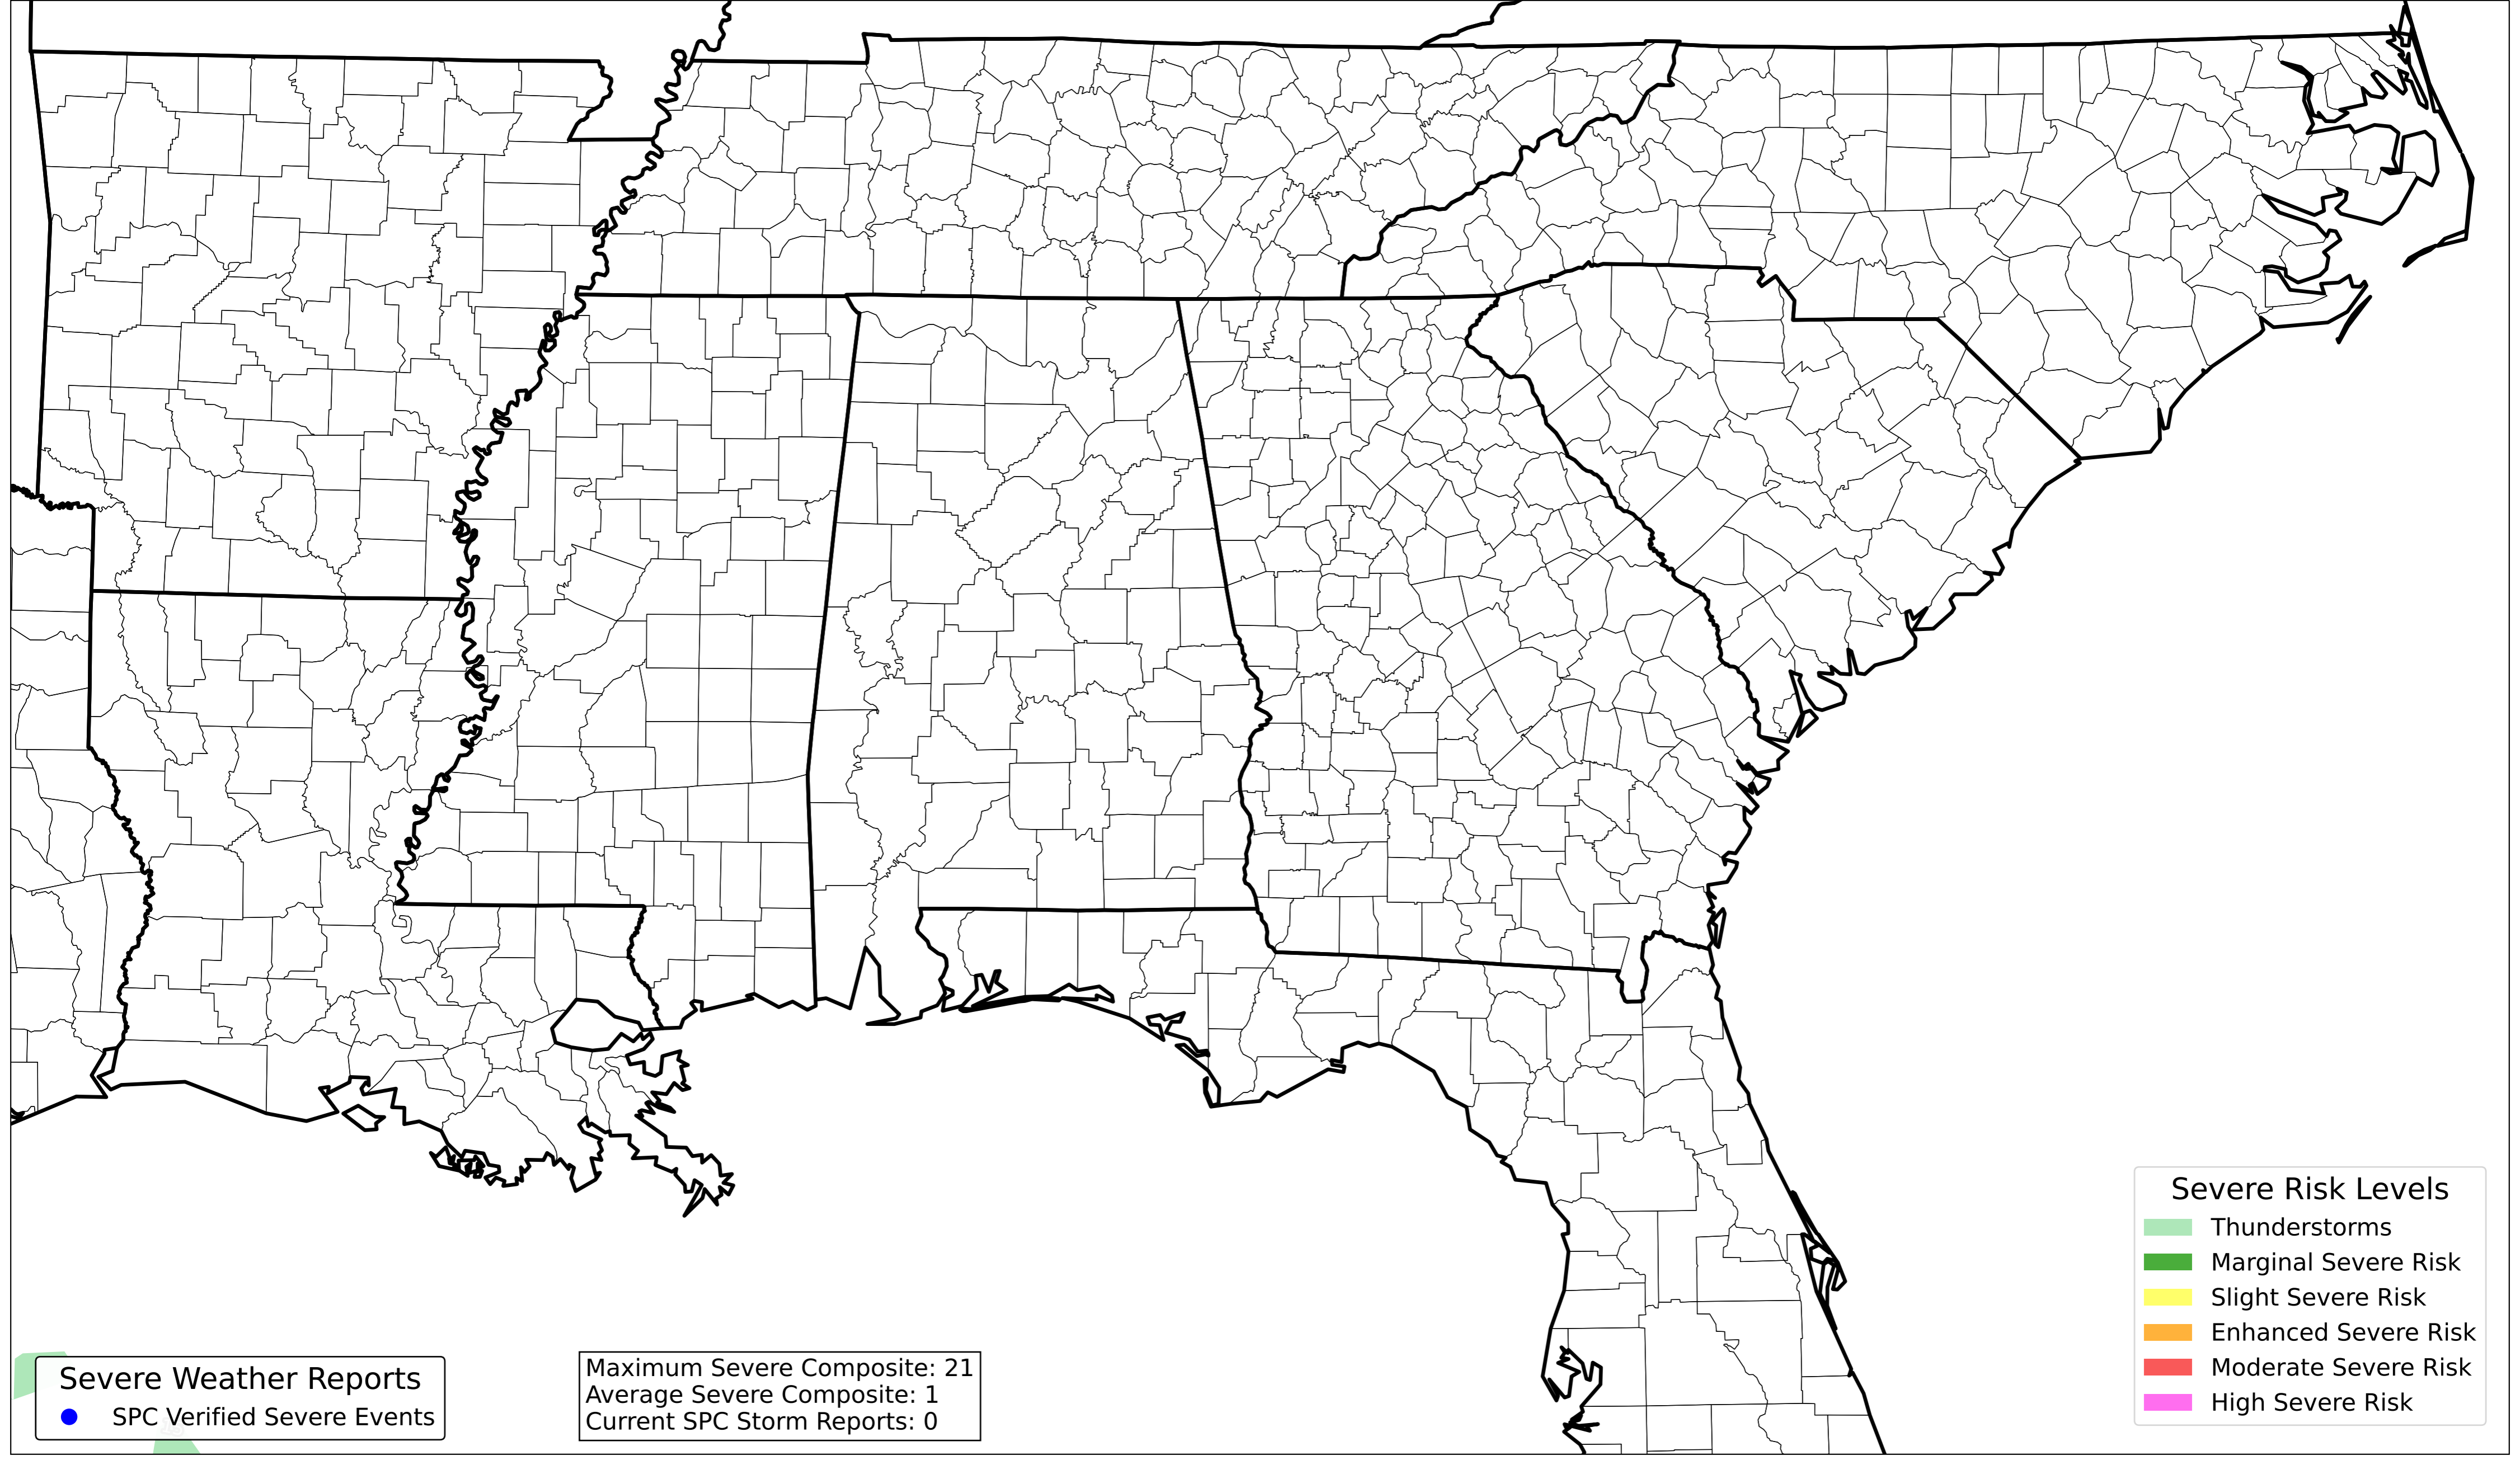 Severe Weather Reports
SPC Verified Severe Events
Maximum Severe Composite: 21
Average Severe Composite: 1
Current SPC Storm Reports: 0
Severe Risk Levels
Thunderstorms
Marginal Severe Risk
Slight Severe Risk
Enhanced Severe Risk
Moderate Severe Risk
High Severe Risk